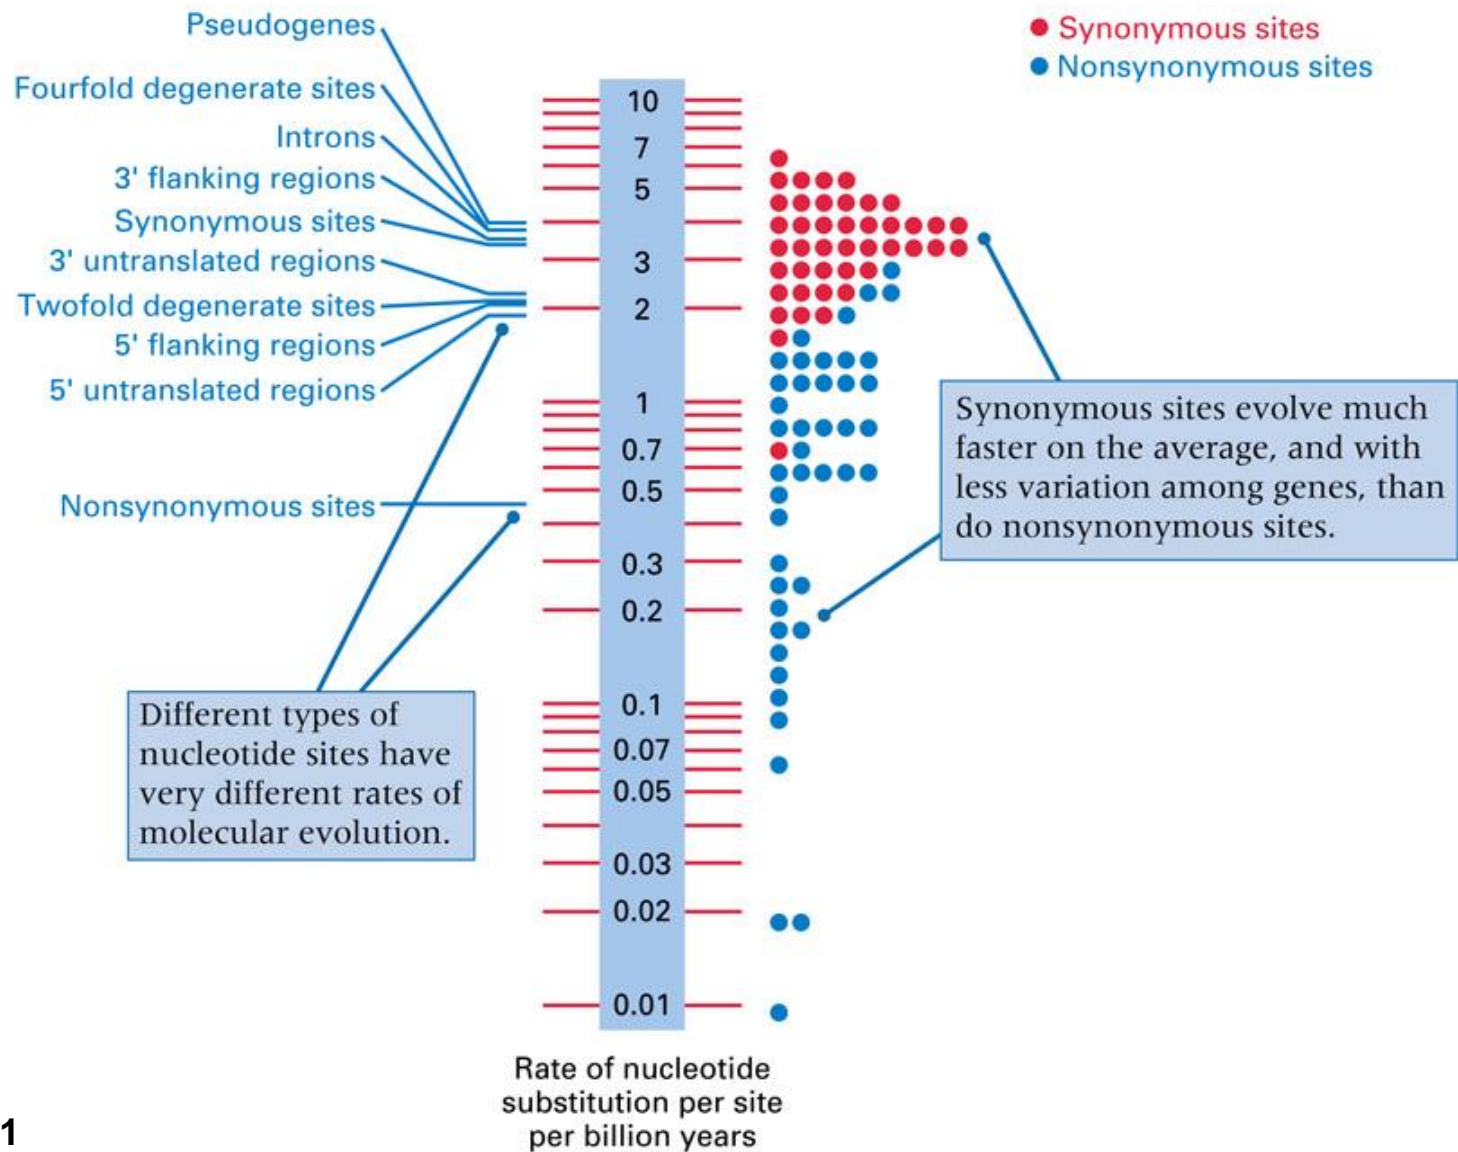 Pseudogenes
Fourfold degenerate sites
Introns
3' flanking regions
Synonymous sites
3' untranslated regions
Twofold degenerate sites
5' flanking regions
5' untranslated regions
Nonsynonymous sites
Different types of
nucleotide sites have
very different rates of
molecular evolution.
10
7
5
3
2
1
0.7
0.5
0.3
0.2
0.1
0.07
0.05
0.03
0.02
0.01
Rate of nucleotide
substitution per site
per billion years
Synonymous sites
Nonsynonymous sites
Synonymous sites evolve much
faster on the average, and with
less variation among genes, than
do nonsynonymous sites.
1